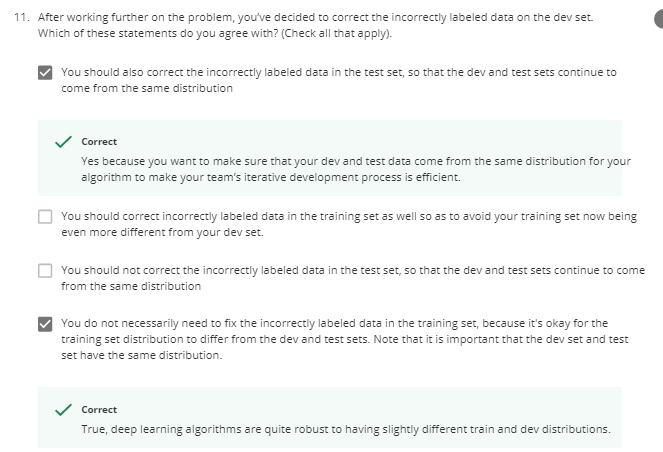 11. After working further on the problem, you've decided to correct the incorrectly labeled data on the dev set.
Which of these statements do you agree with? (Check all that apply).
You should also correct the incorrectly labeled data in the test set, so that the dev and test sets continue to
come from the same distribution
Correct
Yes because you want to make sure that your dev and test data come from the same distribution for your
algorithm to make your team's iterative development process is efficient.
You should correct incorrectly labeled data in the training set as well so as to avoid your training set now being
even more different from your dev set.
You should not correct the incorrectly labeled data in the test set, so that the dev and test sets continue to come
from the same distribution
You do not necessarily need to fix the incorrectly labeled data in the training set, because it's okay for the
training set distribution to differ from the dev and test sets. Note that it is important that the dev set and test
set have the same distribution.
Correct
True, deep learning algorithms are quite robust to having slightly different train and dev distributions.